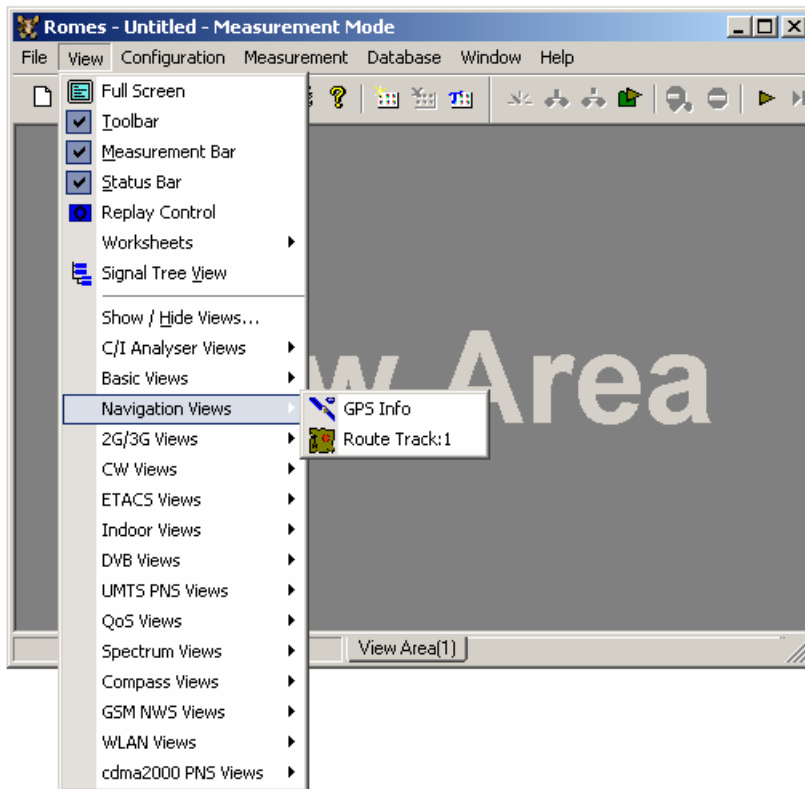 Romes - Untitled - Measurement Mode
File View Configuration Measurement Database Window Help
Full Screen
Toolbar
Measurement Bar
Status Bar
Replay Control
Worksheets
Signal Tree View
Show / Hide Views...
C/I Analyser Views
Basic Views
Navigation Views
GPS Info
Route Track:1
2G/3G Views
CW Views
ETACS Views
Indoor Views
DVB Views
UMTS PNS Views
QoS Views
Spectrum Views
Compass Views
GSM NWS Views
WLAN Views
cdma2000 PNS Views
w Area
View Area(1)